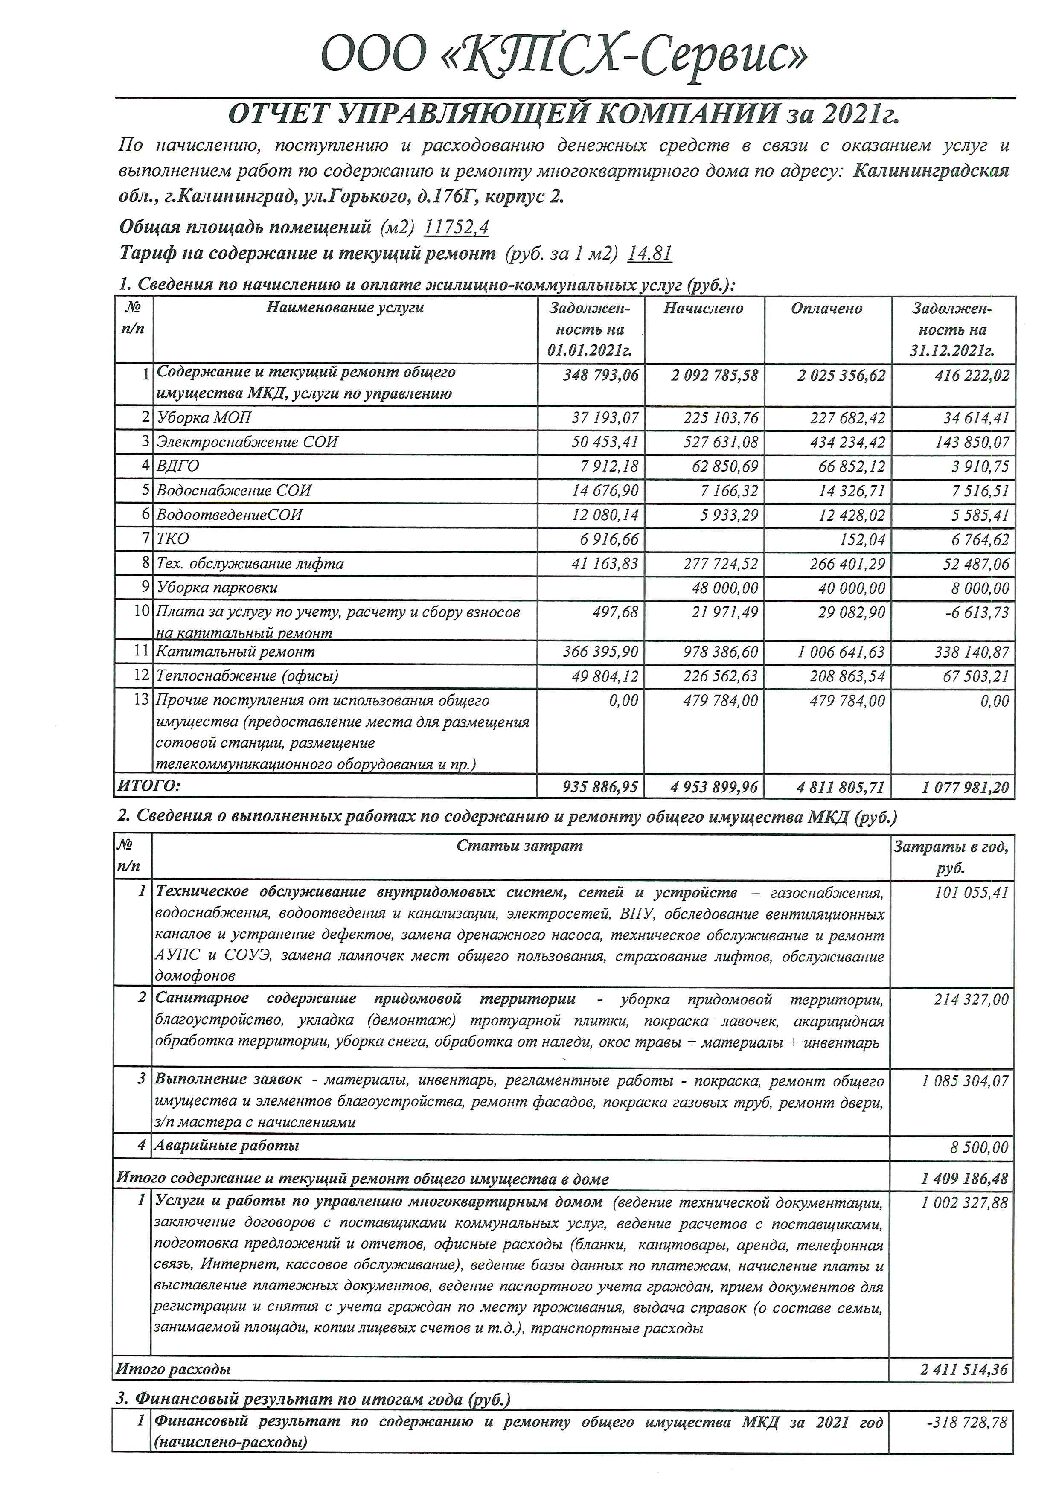 ООО «КТСХ-Сервис»
ОТЧЕТ УПРАВЛЯЮЩЕЙ КОМПАНИИ за 2021г.
По начислению, поступлению и расходованию денежных средств в связи с оказанием услуг и
выполнением работ по содержанию и ремонту многоквартирного дома по адресу: Калининградская
обл., г.Калининград, ул.Горького, д.176Г, корпус 2.
Общая площадь помещений (м2) 11752,4
Тариф на содержание и текущий ремонт (руб. за 1 м2) 14.81
1. Сведения по начислению и оплате жилищно-коммунальных услуг (руб.):
№ п/п Наименование услуги Задолжен-ность на 01.01.2021г. Начислено Оплачено Задолжен-ность на 31.12.2021г.
1 Содержание и текущий ремонт общего
имущества МКД, услуги по управлению 348 793,06 2 092 785,58 2 025 356,62 416 222,02
2 Уборка МОП 37 193,07 225 103,76 227 682,42 34 614,41
3 Электроснабжение СОИ 50 453,41 527 631,08 434 234,42 143 850,07
4 ВДГО 7 912,18 62 850,69 66 852,12 3 910,75
5 Водоснабжение СОИ 14 676,90 7 166,32 14 326,71 7 516,51
6 ВодоотведениеСОИ 12 080,14 5 933,29 12 428,02 5 585,41
7 ТКО 6 916,66 152,04 6 764,62
8 Тех. обслуживание лифта 41 163,83 277 724,52 266 401,29 52 487,06
9 Уборка парковки 48 000,00 40 000,00 8 000,00
10 Плата за услугу по учету, расчету и сбору взносов
на капитальный ремонт 497,68 21 971,49 29 082,90 -6 613,73
11 Капитальный ремонт 366 395,90 978 386,60 1 006 641,63 338 140,87
12 Теплоснабжение (офисы) 49 804,12 226 562,63 208 863,54 67 503,21
13 Прочие поступления от использования общего
имущества (предоставление места для размещения
сотовой станции, размещение
телекоммуникационного оборудования и пр.) 0,00 479 784,00 479 784,00 0,00
ИТОГО: 935 886,95 4 953 899,96 4 811 805,71 1 077 981,20
2. Сведения о выполненных работах по содержанию и ремонту общего имущества МКД (руб.)
№ п/п Статьи затрат Затраты в год, руб.
1 Техническое обслуживание внутридомовых систем, сетей и устройств – газоснабжения, 101 055,41
водоснабжения, водоотведения и канализации, электросетей, ВПУ, обследование вентиляционных
каналов и устранение дефектов, замена дренажного насоса, техническое обслуживание и ремонт
АУПС и СОУЭ, замена лампочек мест общего пользования, страхование лифтов, обслуживание
домофонов
2 Санитарное содержание придомовой территории - уборка придомовой территории, 214 327,00
благоустройство, укладка (демонтаж) тротуарной плитки, покраска лавочек, акарицидная
обработка территории, уборка снега, обработка от наледи, окос травы – материалы + инвентарь
3 Выполнение заявок - материалы, инвентарь, регламентные работы - покраска, ремонт общего 1 085 304,07
имущества и элементов благоустройства, ремонт фасадов, покраска газовых труб, ремонт двери,
з/п мастера с начислениями
4 Аварийные работы 8 500,00
Итого содержание и текущий ремонт общего имущества в доме 1 409 186,48
1 Услуги и работы по управлению многоквартирным домом (ведение технической документации, 1 002 327,88
заключение договоров с поставщиками коммунальных услуг, ведение расчетов с поставщиками,
подготовка предложений и отчетов, офисные расходы (бланки, канцтовары, аренда, телефонная
связь, Интернет, кассовое обслуживание), ведение базы данных по платежам, начисление платы и
выставление платежных документов, ведение паспортного учета граждан, прием документов для
регистрации и снятия с учета граждан по месту проживания, выдача справок (о составе семьи,
занимаемой площади, копии лицевых счетов и т.д.), транспортные расходы
Итого расходы 2 411 514,36
3. Финансовый результат по итогам года (руб.)
1 Финансовый результат по содержанию и ремонту общего имущества МКД за 2021 год -318 728,78
(начислено-расходы)